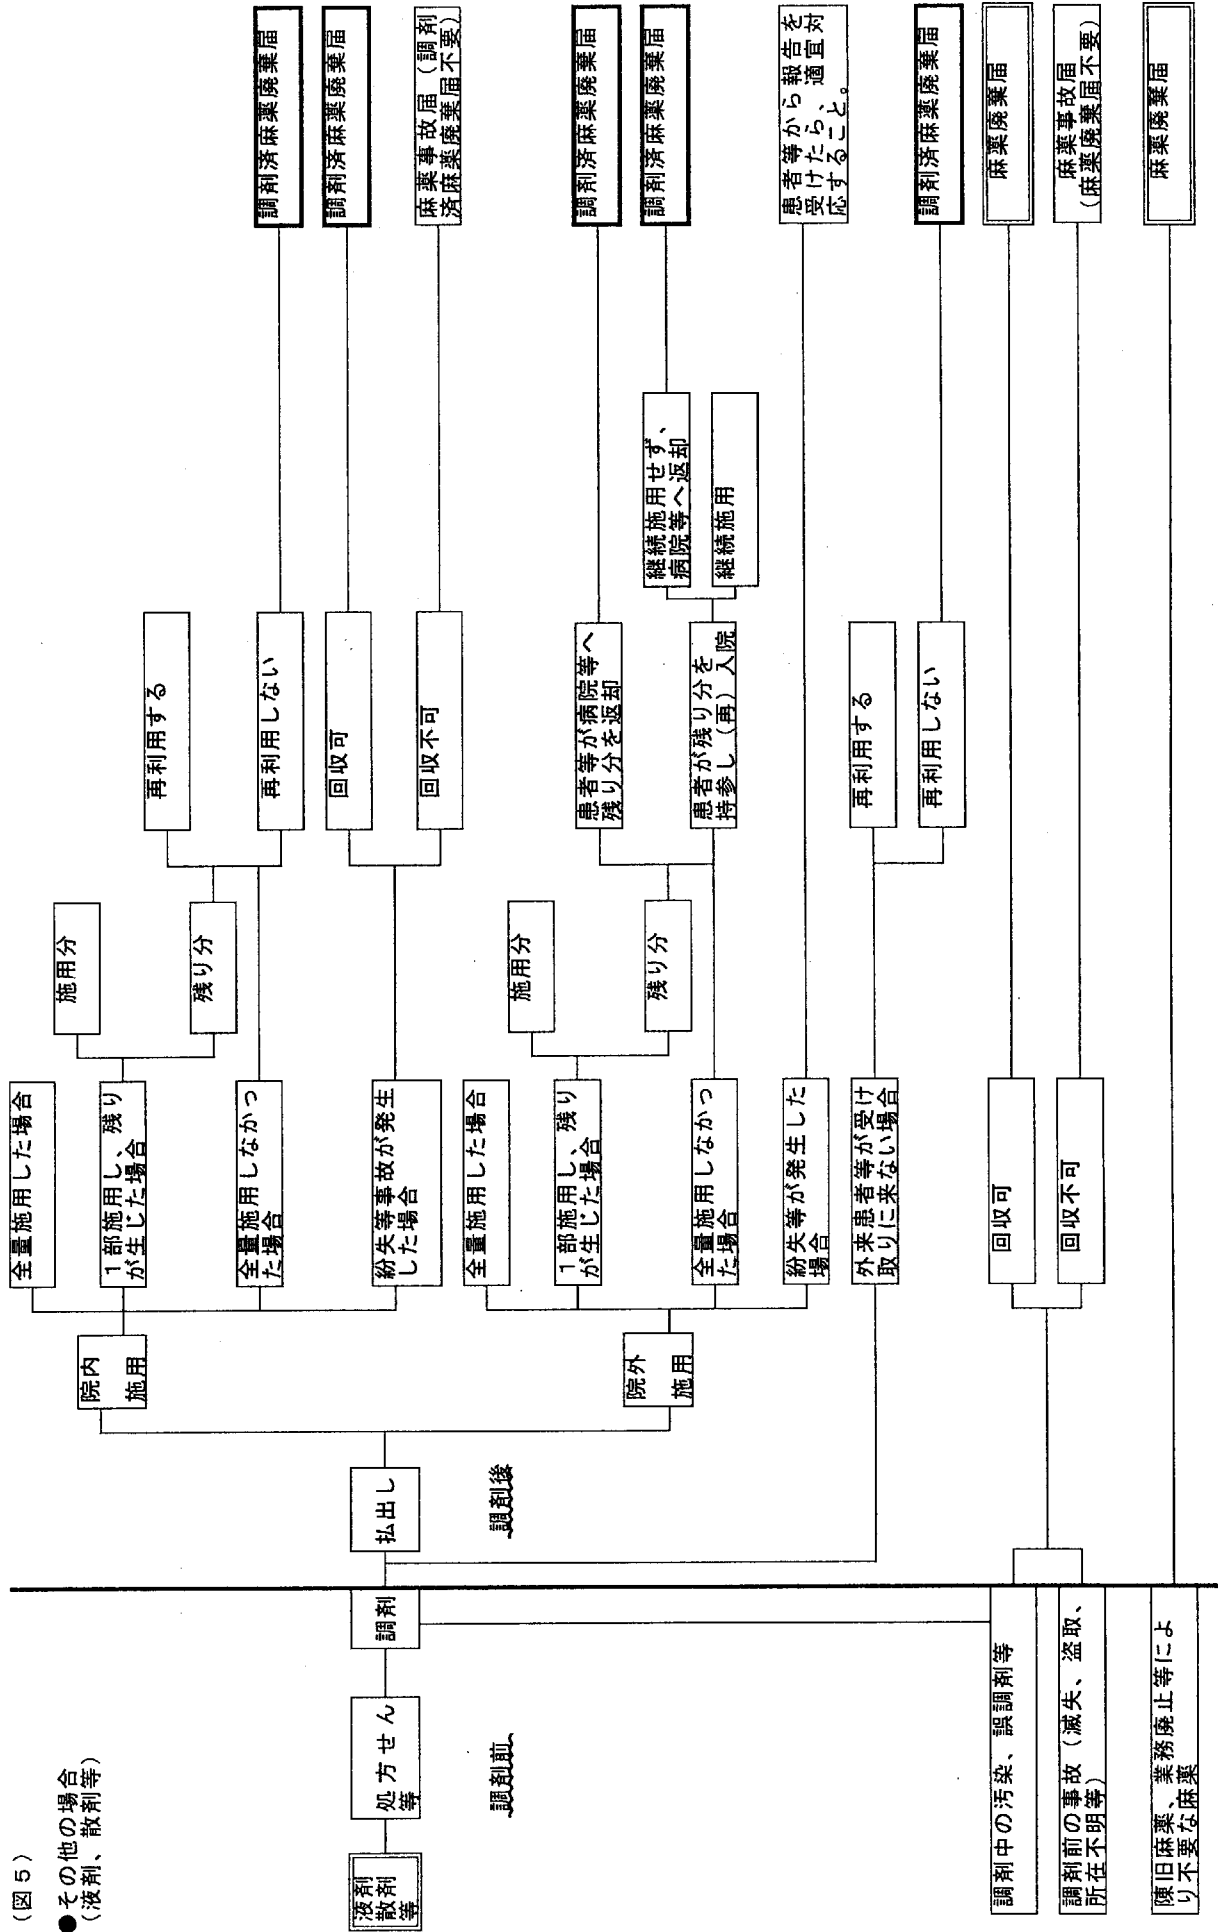 (図5)
●その他の場合
(液剤、散剤等)
液剤
散剤
等
処方せん
等
調剤
払出し
調剤前
調剤後
院内
施用
全量施用した場合
1部施用し、残り
が生じた場合
施用分
残り分
全量施用しなかっ
た場合
再利用する
再利用しない
調剤済麻薬廃棄届
紛失等事故が発生
した場合
回収可
調剤済麻薬廃棄届
回収不可
麻薬事故届(調剤
済麻薬廃棄届不要)
院外
施用
全量施用した場合
1部施用し、残り
が生じた場合
施用分
残り分
全量施用しなかっ
た場合
患者等が病院等へ
残り分を返却
調剤済麻薬廃棄届
患者が残り分を
持参し(再)入院
継続施用せず、
病院等へ返却
調剤済麻薬廃棄届
継続施用
紛失等が発生した
場合
患者等から報告を
受けたら、適宜対
応すること。
外来患者等が受け
取りに来ない場合
再利用する
再利用しない
調剤済麻薬廃棄届
調剤中の汚染、誤調剤等
調剤前の事故(滅失、盗取、
所在不明等)
回収可
麻薬廃棄届
回収不可
麻薬事故届
(麻薬廃棄届不要)
陳旧麻薬、業務廃止等によ
り不要な麻薬
麻薬廃棄届